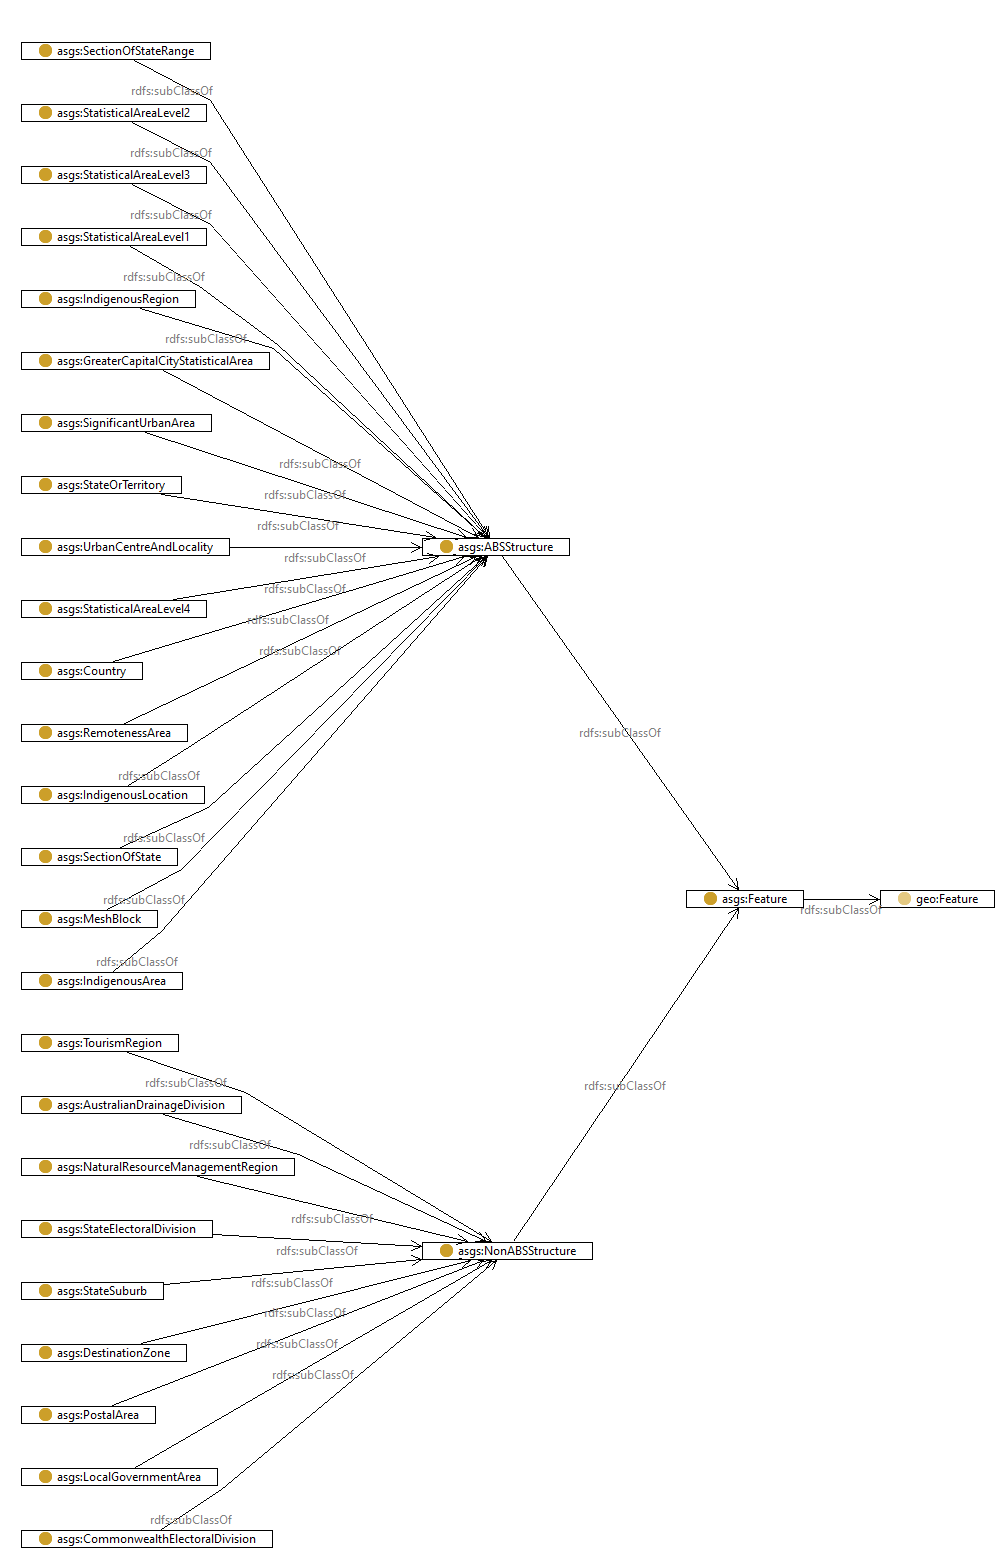 asgs:SectionOfStateRange
rdfs:subClassOf
asgs:StatisticalAreaLevel2
rdfs:subClassOf
asgs:StatisticalAreaLevel3
rdfs:subClassOf
asgs:StatisticalAreaLevel1
rdfs:subClassOf
asgs:IndigenousRegion
rdfs:subClassOf
asgs:GreaterCapitalCityStatisticalArea
asgs:SignificantUrbanArea
rdfs:subClassOf
asgs:StateOrTerritory
rdfs:subClassOf
rdfs:subClassOf
asgs:UrbanCentreAndLocality
asgs:ABSStructure
rdfs:subClassOf
rdfs:subClassOf
asgs:StatisticalAreaLevel4
rdfs:subClassOf
rdfs:subClassOf
asgs:Country
asgs:RemotenessArea
rdfs:subClassOf
rdfs:subClassOf
asgs:IndigenousLocation
rdfs:subClassOf
asgs:SectionOfState
rdfs:subClassOf
asgs:Feature
geo:Feature
rdfs:subClassOf
asgs:MeshBlock
rdfs:subClassOf
asgs:IndigenousArea
asgs:TourismRegion
rdfs:subClassOf
rdfs:subClassOf
asgs:AustralianDrainageDivision
rdfs:subClassOf
asgs:NaturalResourceManagementRegion
rdfs:subClassOf
asgs:StateElectoralDivision
rdfs:subClassOf
asgs:NonABSStructure
rdfs:subClassOf
asgs:StateSuburb
rdfs:subClassOf
rdfs:subClassOf
asgs:DestinationZone
rdfs:subClassOf
asgs:PostalArea
asgs:LocalGovernmentArea
rdfs:subClassOf
asgs:CommonwealthElectoralDivision